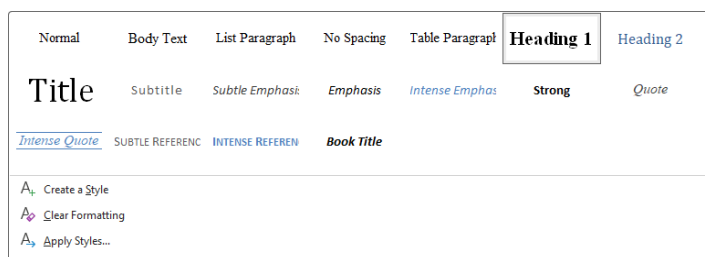 Normal Body Text List Paragraph No Spacing Table Paragraph Heading 1 Heading 2
Title Subtitle Subtle Emphasis Emphasis Intense Emphas Strong Quote
Intense Quote SUBTLE REFERENC INTENSE REFEREN Book Title
Create a Style
Clear Formatting
Apply Styles...